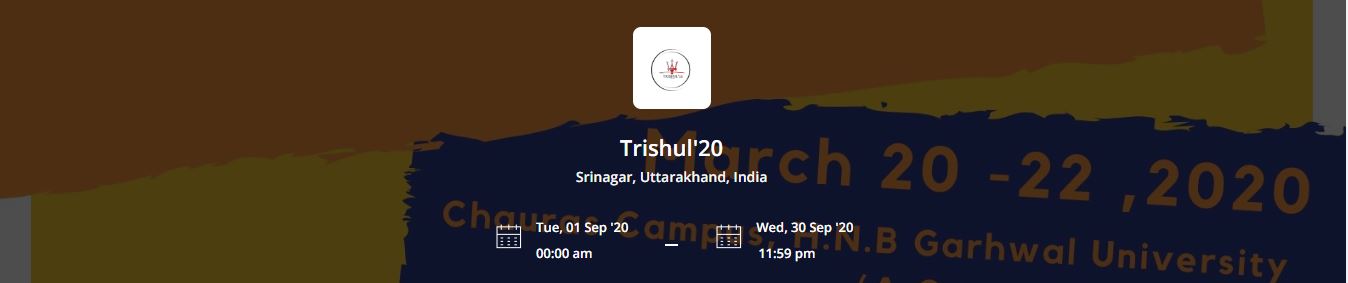 Trishul'20
Srinagar, Uttarakhand, India
Tue, 01 Sep '20
00:00 am
Wed, 30 Sep '20
11:59 pm
March 20 -22 ,2020
Chauras Campus, H.N.B Garhwal University